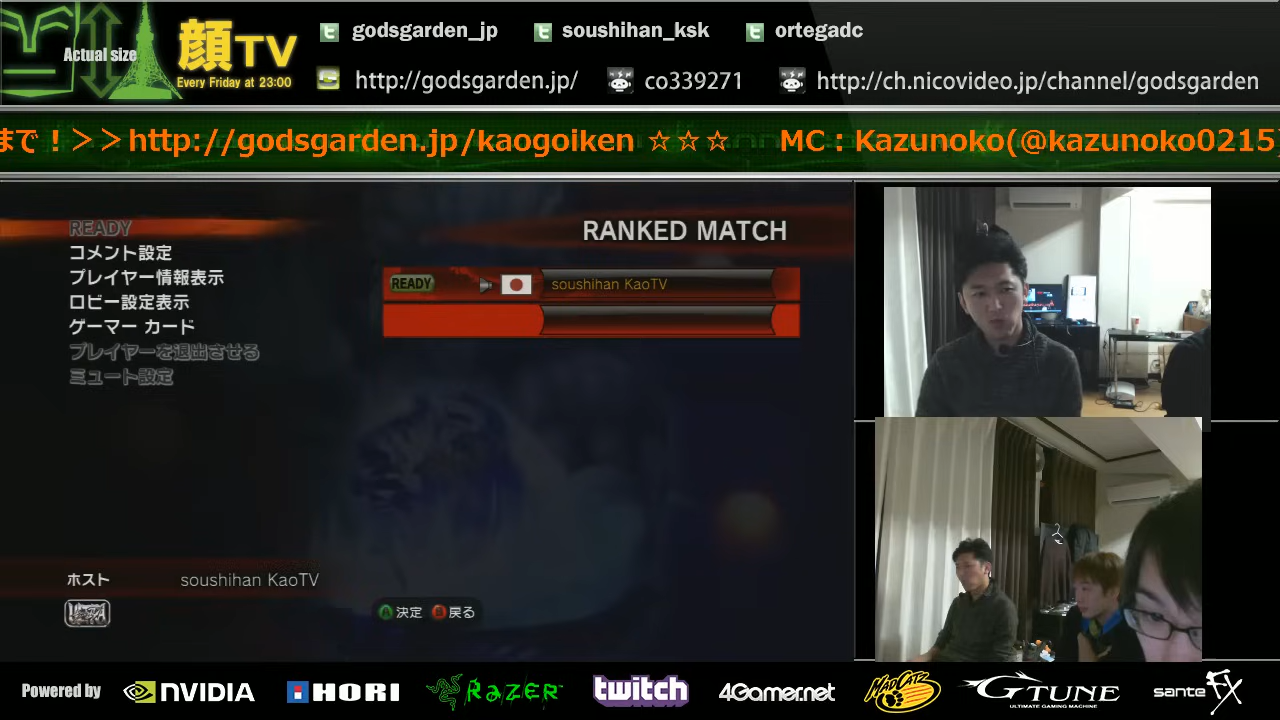 Actual size
顔TV
Every Friday at 23:00
godsgarden_jp
soushihan_ksk
ortegadc
http://godsgarden.jp/
co339271
http://ch.nicovideo.jp/channel/godsgarden
まで！＞＞http://godsgarden.jp/kaogoiken ☆☆☆ MC：Kazunoko(@kazunoko0215
READY
コメント設定
プレイヤー情報表示
ロビー設定表示
ゲーマー カード
プレイヤーを退出させる
ミュート設定
RANKED MATCH
READY soushihan KaoTV
ホスト soushihan KaoTV
A 決定 B 戻る
Powered by NVIDIA HORI RAZER twitch 4Gamer.net MAD CATZ G TUNE ULTIMATE GAMING MACHINE sante FX